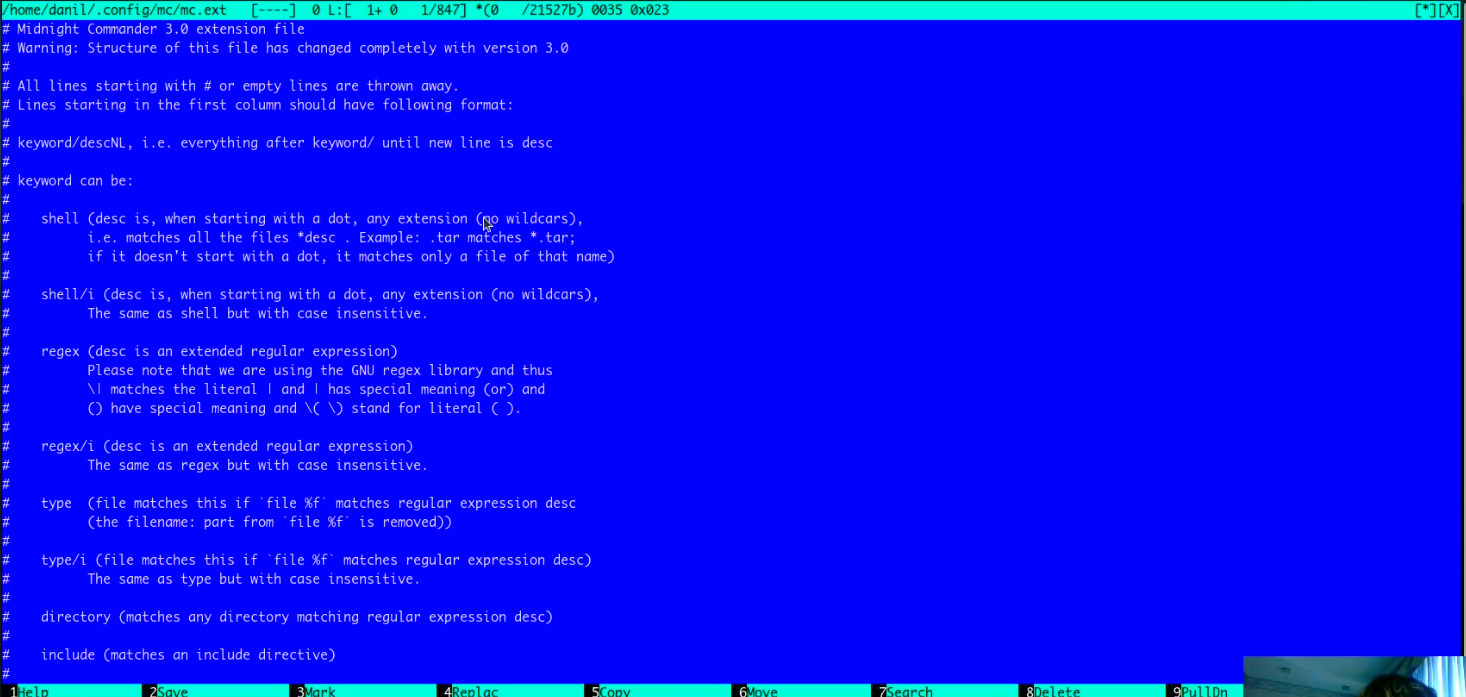 /home/danil/.config/mc/mc.ext   [----]  0 L:[  1+ 0   1/847] *(0   /21527b) 0035 0x023 [*][X]
# Midnight Commander 3.0 extension file
# Warning: Structure of this file has changed completely with version 3.0
#
# All lines starting with # or empty lines are thrown away.
# Lines starting in the first column should have following format:
#
# keyword/descNL, i.e. everything after keyword/ until new line is desc
#
# keyword can be:
#
#    shell (desc is, when starting with a dot, any extension (no wildcars),
#          i.e. matches all the files *desc . Example: .tar matches *.tar;
#          if it doesn't start with a dot, it matches only a file of that name)
#
#    shell/i (desc is, when starting with a dot, any extension (no wildcars),
#          The same as shell but with case insensitive.
#
#    regex (desc is an extended regular expression)
#          Please note that we are using the GNU regex library and thus
#          \| matches the literal | and | has special meaning (or) and
#          () have special meaning and \( \) stand for literal ( ).
#
#    regex/i (desc is an extended regular expression)
#          The same as regex but with case insensitive.
#
#    type  (file matches this if `file %f` matches regular expression desc
#          (the filename: part from `file %f` is removed))
#
#    type/i (file matches this if `file %f` matches regular expression desc)
#          The same as type but with case insensitive.
#
#    directory (matches any directory matching regular expression desc)
#
#    include (matches an include directive)
#
1Help 2Save 3Mark 4Replac 5Copy 6Move 7Search 8Delete 9PullDn